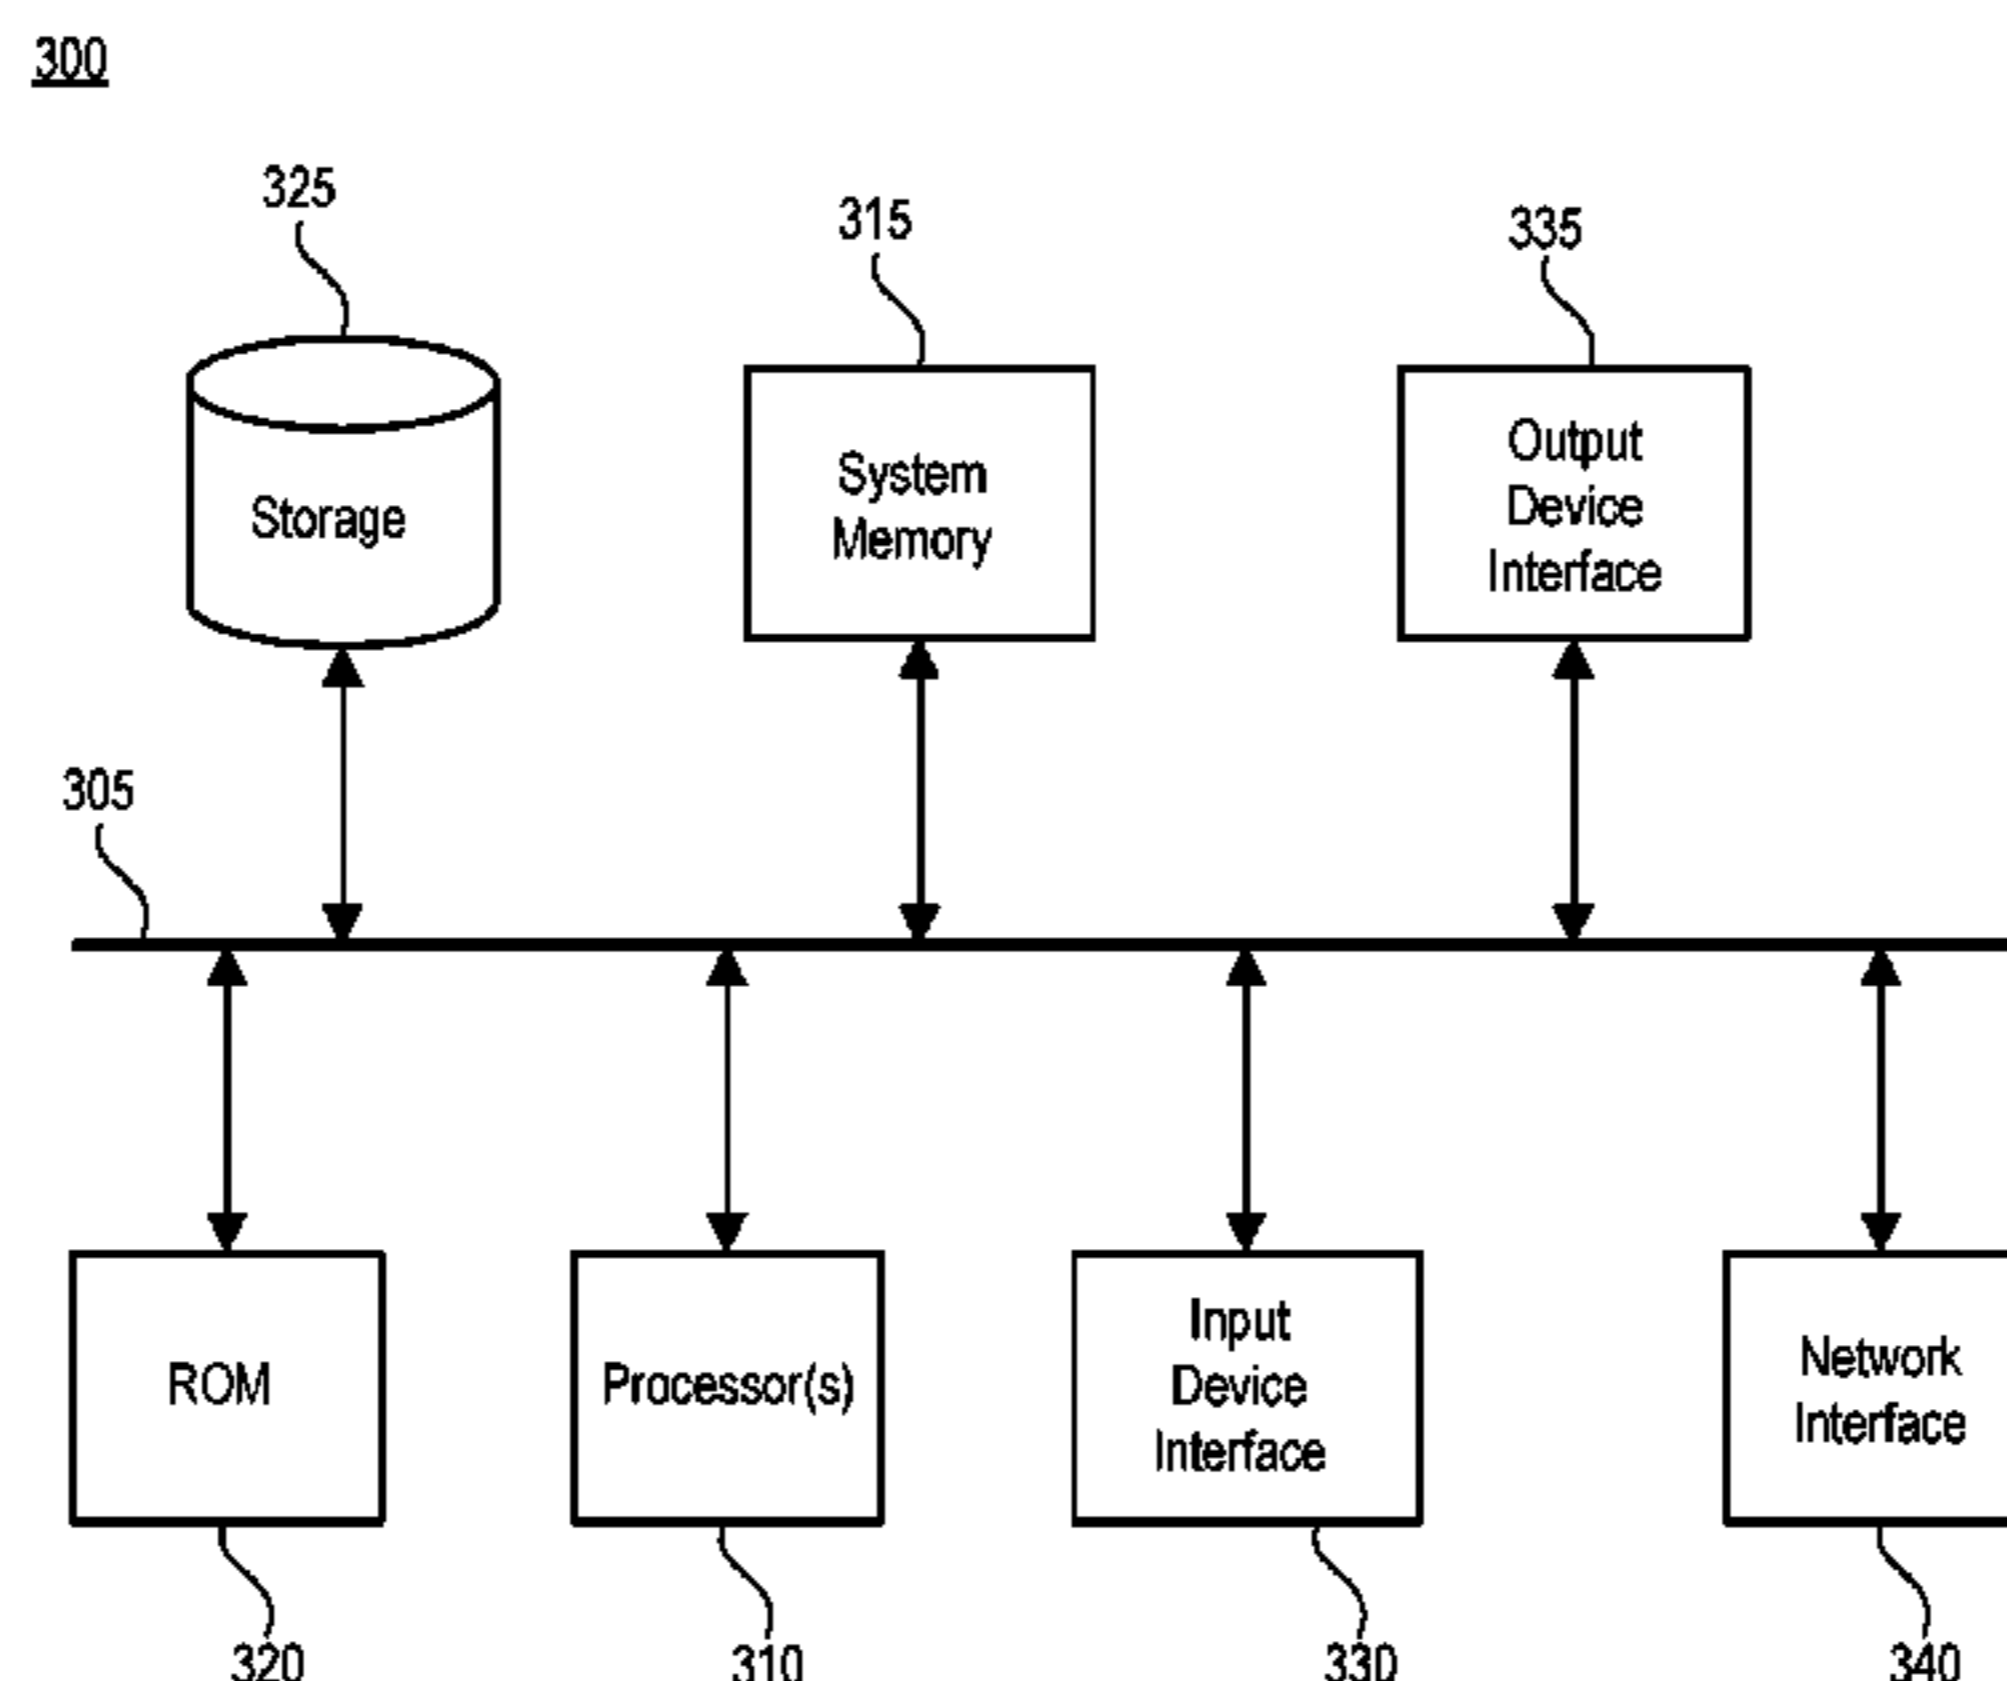 300
325
315
335
Storage
System
Memory
Output
Device
Interface
305
ROM
Processor(s)
Input
Device
Interface
Network
Interface
320
310
330
340